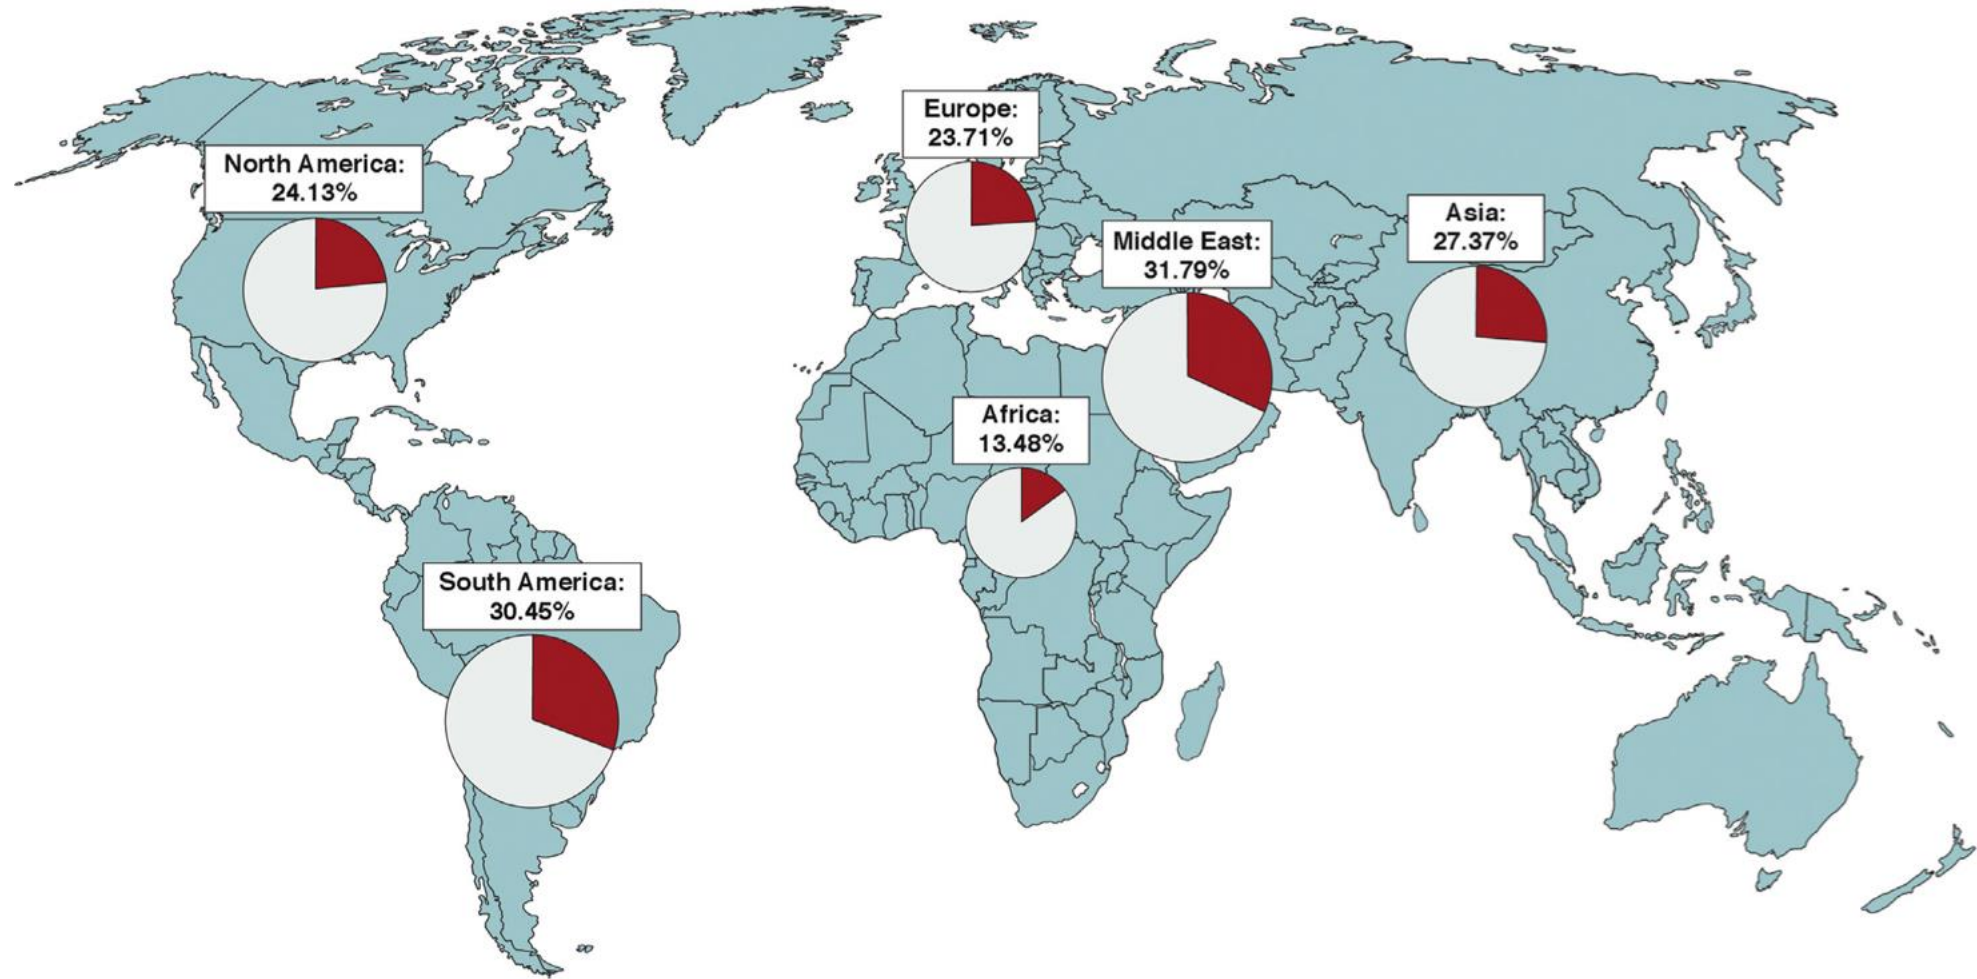 Europe:
23.71%
North America:
24.13%
Asia:
27.37%
Middle East:
31.79%
Africa:
13.48%
South America:
30.45%